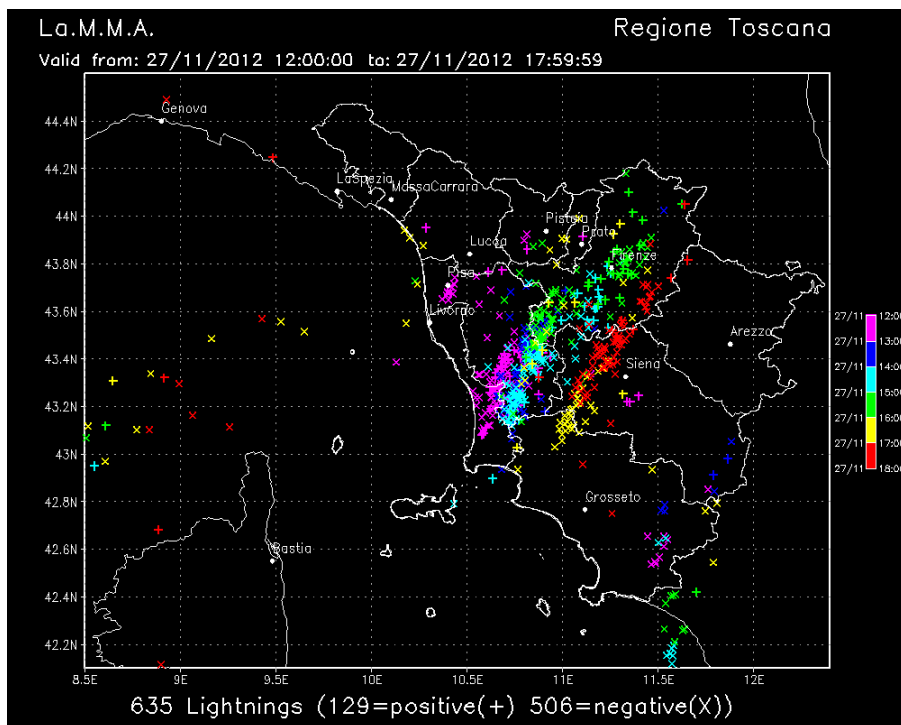 La.M.M.A. Regione Toscana
Valid from: 27/11/2012 12:00:00 to: 27/11/2012 17:59:59
Genova
44.4N
44.2N
LaSpezia
MassaCarrara
44N
Pistoia
Prato
Lucca
Firenze
43.8N
Pisa
43.6N
Livorno
Arezzo
43.4N
Siena
43.2N
43N
42.8N
Grosseto
42.6N
Bastia
42.4N
42.2N
8.5E 9E 9.5E 10E 10.5E 11E 11.5E 12E
27/11 12:00
27/11 13:00
27/11 14:00
27/11 15:00
27/11 16:00
27/11 17:00
27/11 18:00
635 Lightnings (129=positive(+) 506=negative(X))